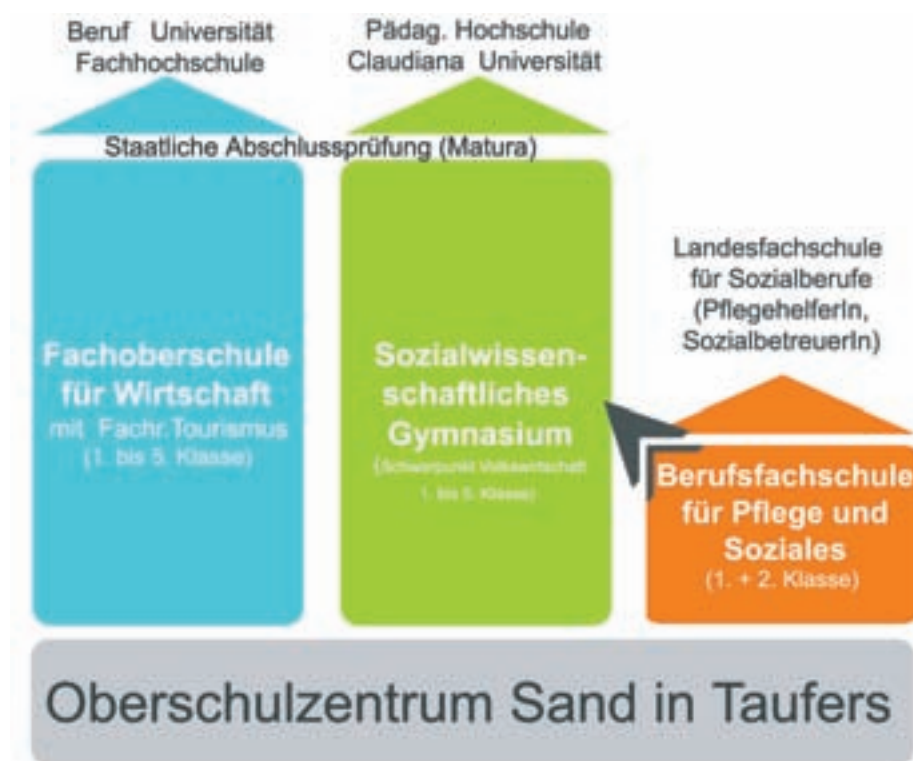 Beruf Universität
Fachhochschule
Pädag. Hochschule
Claudiana Universität
Staatliche Abschlussprüfung (Matura)
Fachoberschule
für Wirtschaft
mit Fachr.Tourismus
(1. bis 5. Klasse)
Sozialwissen-
schaftliches
Gymnasium
(Schwerpunkt Volkswirtschaft
1. bis 5. Klasse)
Landesfachschule
für Sozialberufe
(PflegehelferIn,
SozialbetreuerIn)
Berufsfachschule
für Pflege und
Soziales
(1. + 2. Klasse)
Oberschulzentrum Sand in Taufers